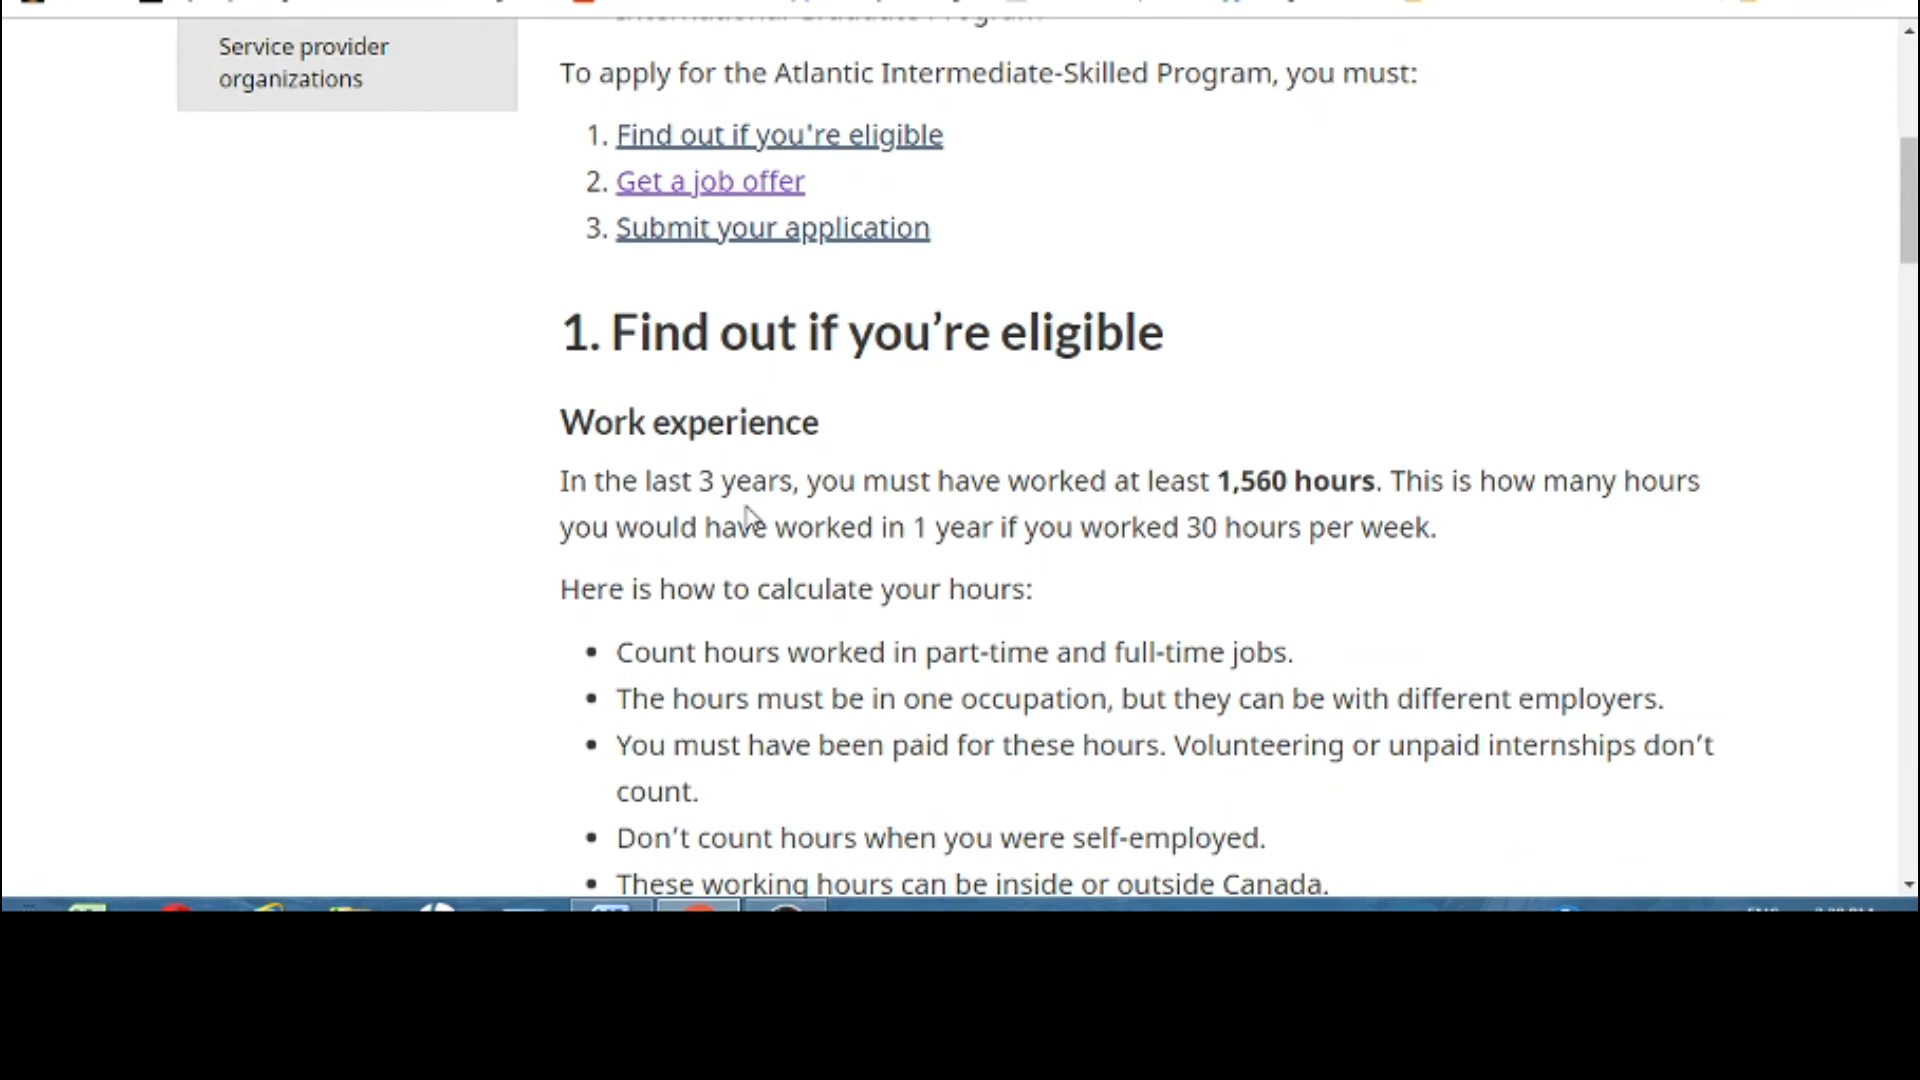 Service provider
organizations
To apply for the Atlantic Intermediate-Skilled Program, you must:
1. Find out if you're eligible
2. Get a job offer
3. Submit your application
1. Find out if you’re eligible
Work experience
In the last 3 years, you must have worked at least 1,560 hours. This is how many hours
you would have worked in 1 year if you worked 30 hours per week.
Here is how to calculate your hours:
• Count hours worked in part-time and full-time jobs.
• The hours must be in one occupation, but they can be with different employers.
• You must have been paid for these hours. Volunteering or unpaid internships don’t
count.
• Don’t count hours when you were self-employed.
• These working hours can be inside or outside Canada.